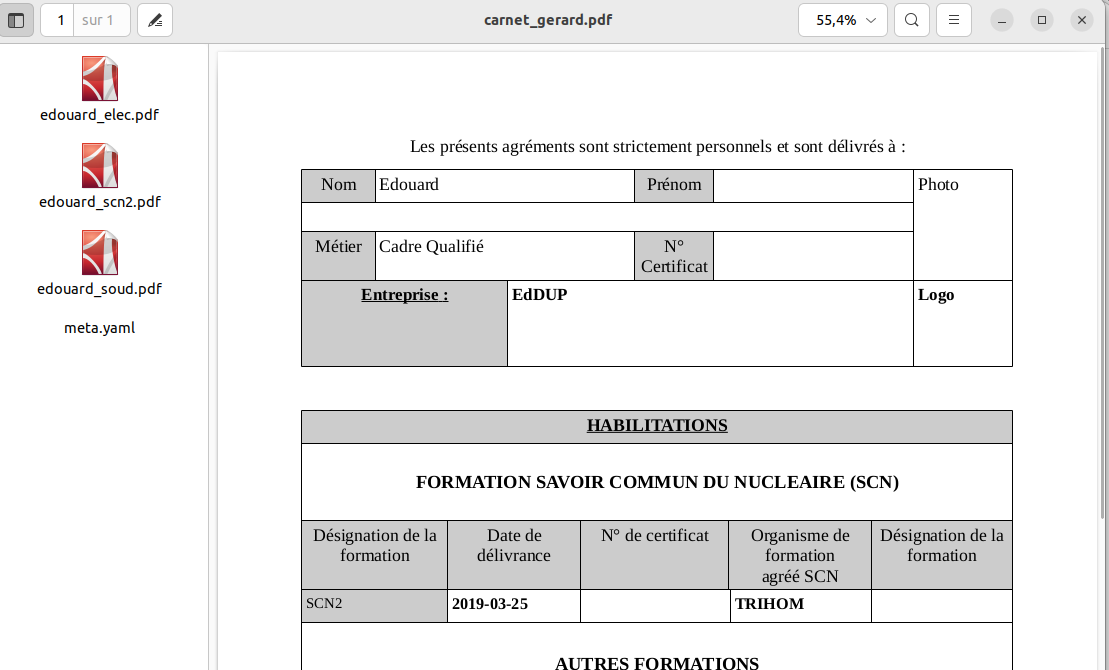 1 sur 1
carnet_gerard.pdf
55,4%
edouard_elec.pdf
edouard_scn2.pdf
edouard_soud.pdf
meta.yaml
Les présents agréments sont strictement personnels et sont délivrés à :
Nom Edouard Prénom Photo
Métier Cadre Qualifié N°
Certificat
Entreprise : EdDUP Logo
HABILITATIONS
FORMATION SAVOIR COMMUN DU NUCLEAIRE (SCN)
Désignation de la
formation
Date de
délivrance
N° de certificat
Organisme de
formation
agréé SCN
Désignation de la
formation
SCN2 2019-03-25 TRIHOM
AUTRES FORMATIONS